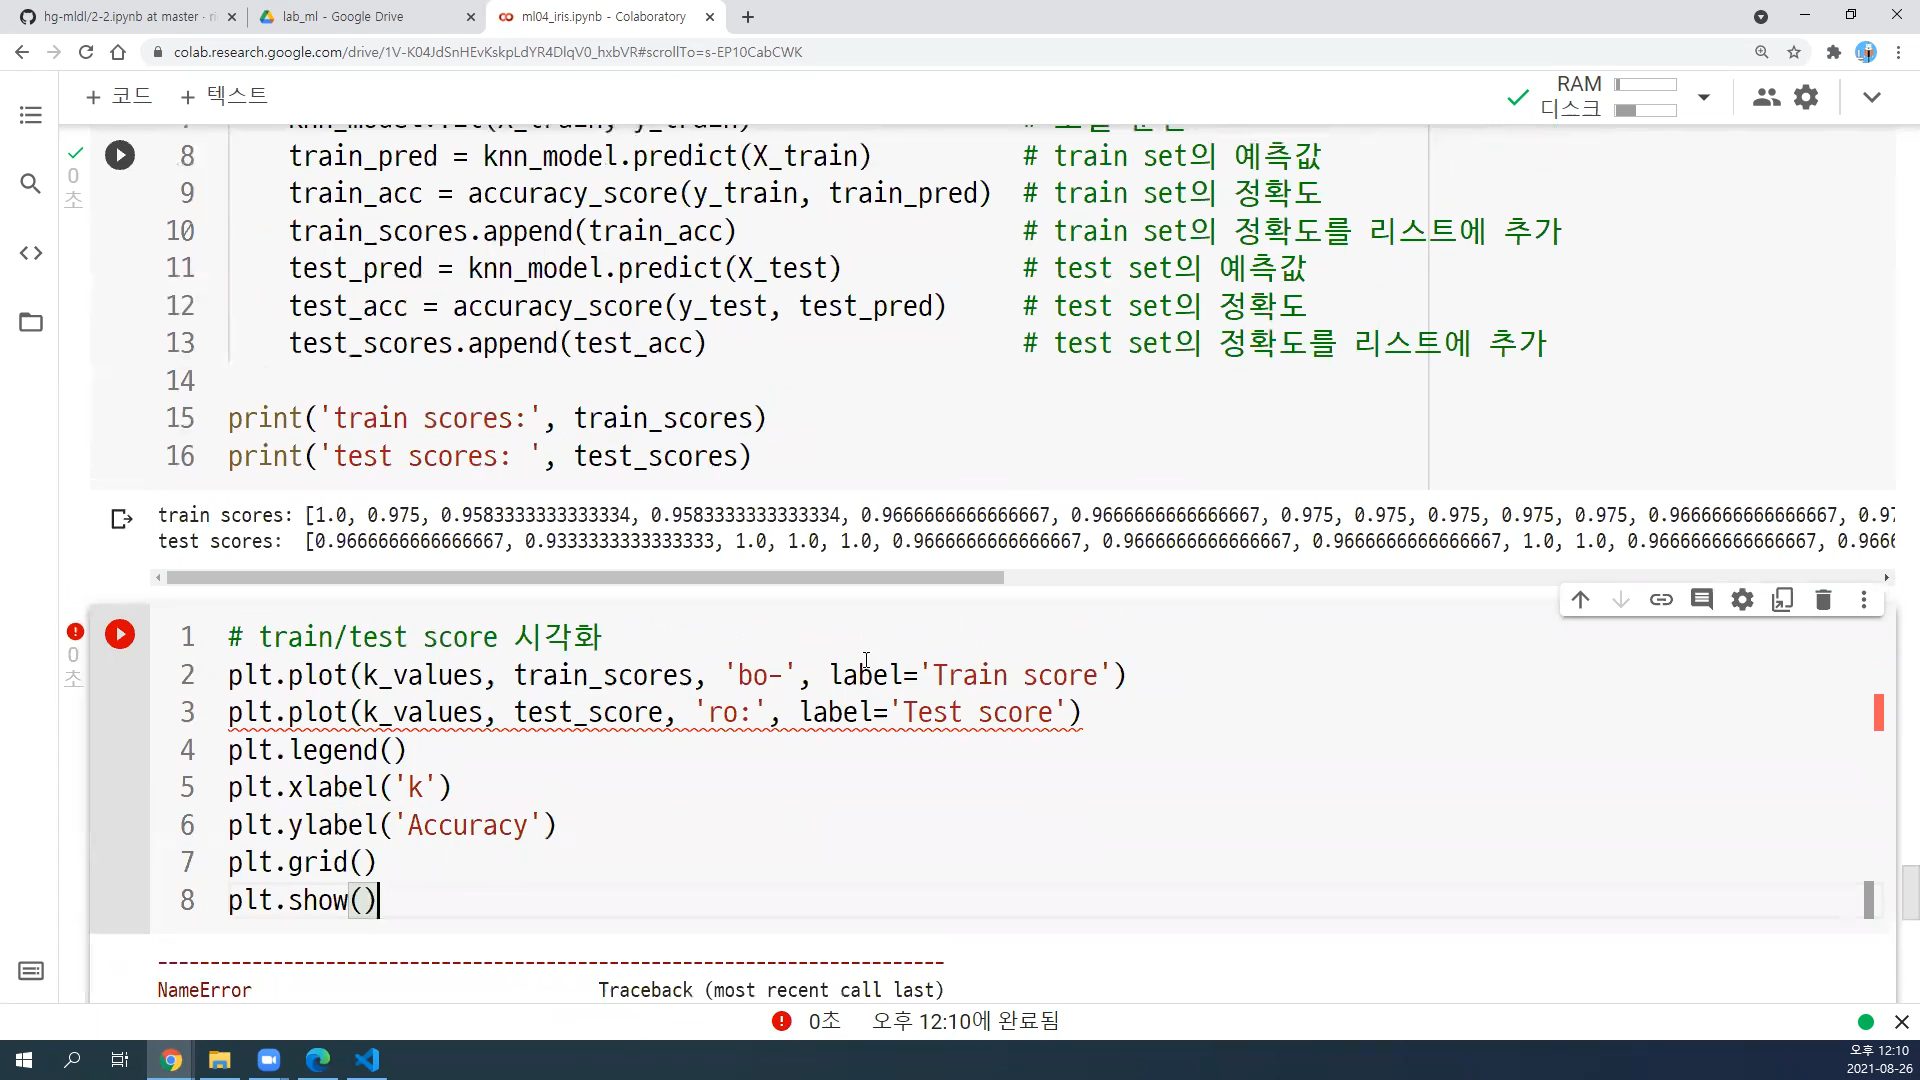 hg-mldl/2-2.ipynb at master · ri
lab_ml - Google Drive
ml04_iris.ipynb - Colaboratory
colab.research.google.com/drive/1V-K04JdSnHEvKskpLdYR4DlqV0_hxbVR#scrollTo=s-EP10CabCWK
+ 코드 + 텍스트
RAM
디스크
0
초
8 train_pred = knn_model.predict(X_train) # train set의 예측값
9 train_acc = accuracy_score(y_train, train_pred) # train set의 정확도
10 train_scores.append(train_acc) # train set의 정확도를 리스트에 추가
11 test_pred = knn_model.predict(X_test) # test set의 예측값
12 test_acc = accuracy_score(y_test, test_pred) # test set의 정확도
13 test_scores.append(test_acc) # test set의 정확도를 리스트에 추가
14
15 print('train scores:', train_scores)
16 print('test scores: ', test_scores)
train scores: [1.0, 0.975, 0.9583333333333334, 0.9583333333333334, 0.9666666666666667, 0.9666666666666667, 0.975, 0.975, 0.975, 0.975, 0.975, 0.9666666666666667, 0.97
test scores: [0.9666666666666667, 0.9333333333333333, 1.0, 1.0, 1.0, 0.9666666666666667, 0.9666666666666667, 0.9666666666666667, 1.0, 1.0, 0.9666666666666667, 0.9666
0
초
1 # train/test score 시각화
2 plt.plot(k_values, train_scores, 'bo-', label='Train score')
3 plt.plot(k_values, test_score, 'ro:', label='Test score')
4 plt.legend()
5 plt.xlabel('k')
6 plt.ylabel('Accuracy')
7 plt.grid()
8 plt.show()
---------------------------------------------------------------------------
NameError Traceback (most recent call last)
0초 오후 12:10에 완료됨
오후 12:10
2021-08-26